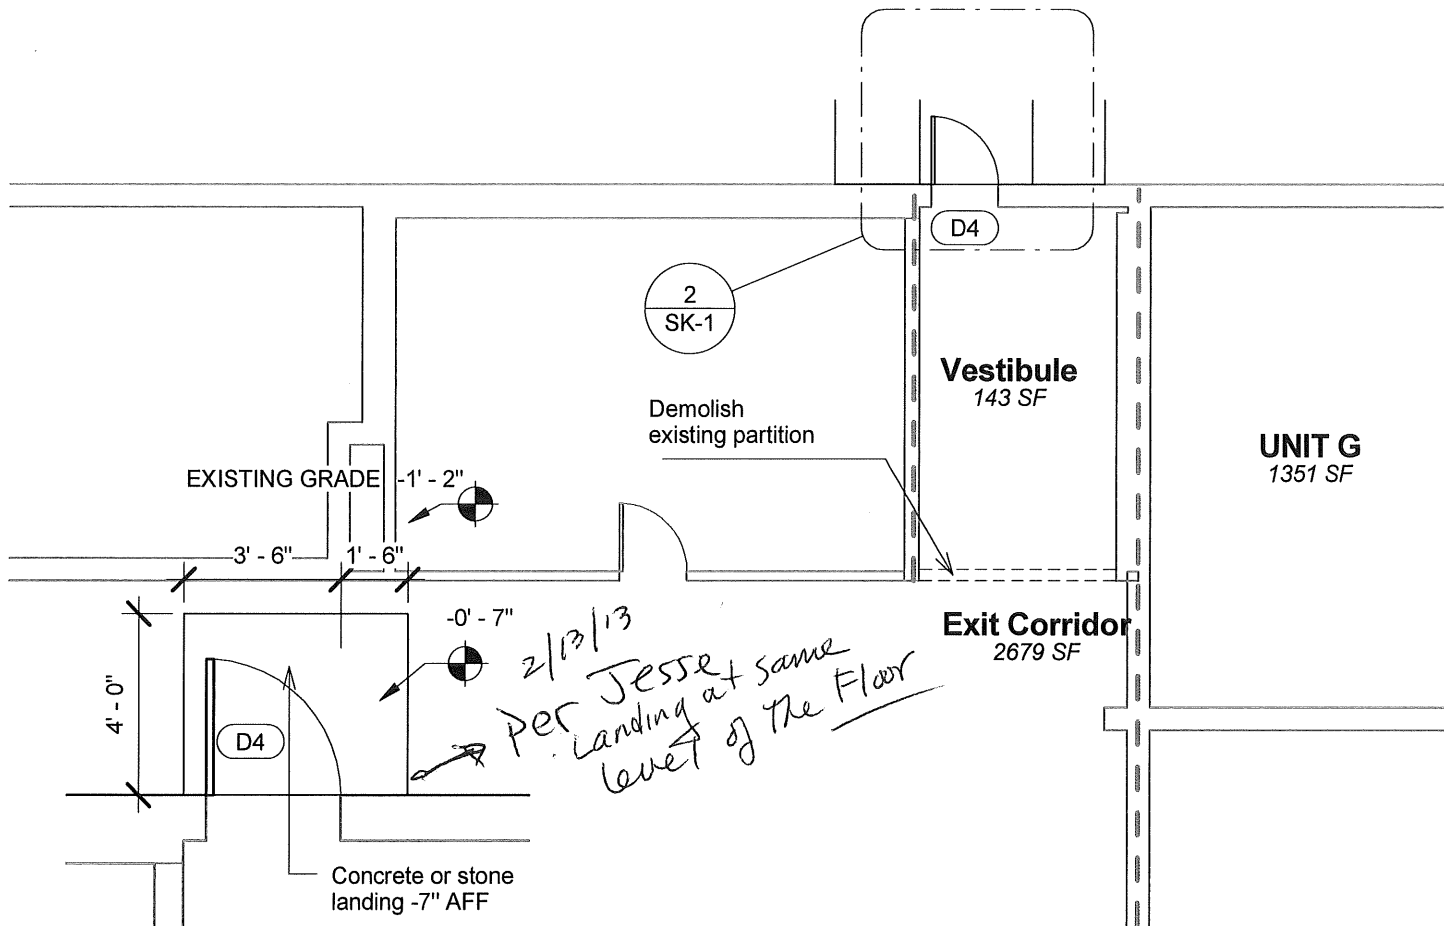 D4
2
SK-1
Vestibule
143 SF
Demolish
existing partition
UNIT G
1351 SF
EXISTING GRADE
-1' - 2"
3' - 6"
1' - 6"
-0' - 7"
Exit Corridor
2679 SF
2/13/13
Per Jesse
Landing at same
level of the Floor
4' - 0"
D4
Concrete or stone
landing -7" AFF